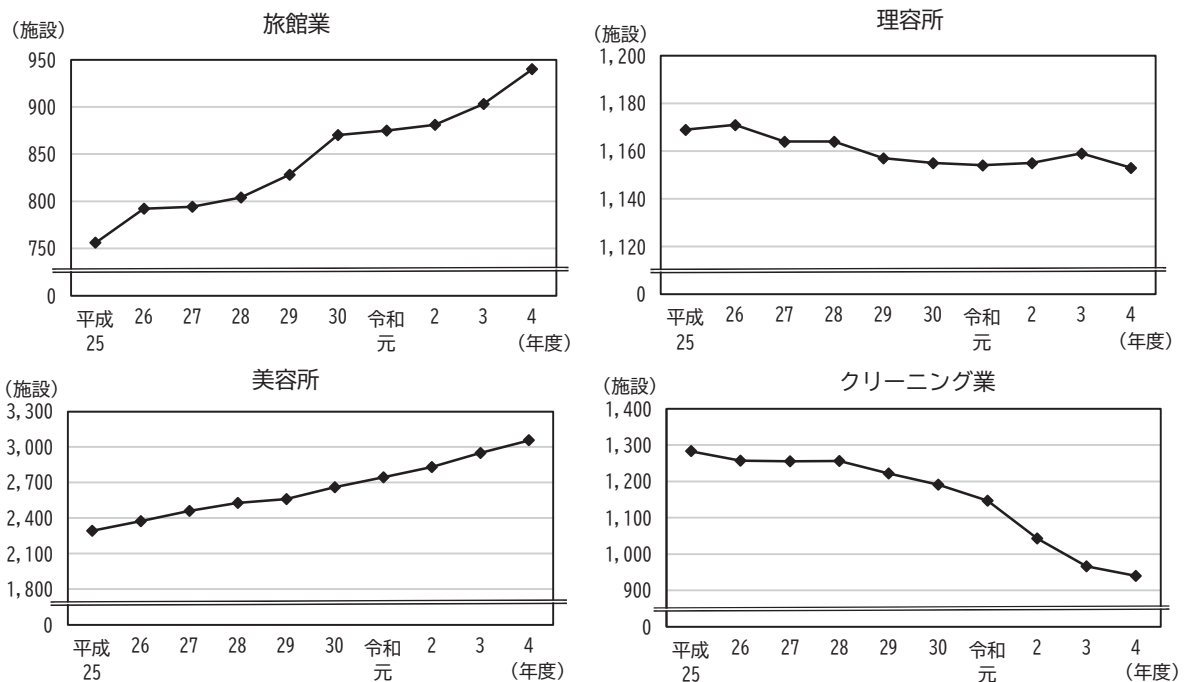 旅館業
(施設)
950
900
850
800
750
0
平成 26 27 28 29 30 令和 2 3 4
25 元 (年度)
理容所
(施設)
1,200
1,180
1,160
1,140
1,120
0
平成 26 27 28 29 30 令和 2 3 4
25 元 (年度)
美容所
(施設)
3,300
3,000
2,700
2,400
2,100
1,800
0
平成 26 27 28 29 30 令和 2 3 4
25 元 (年度)
クリーニング業
(施設)
1,400
1,300
1,200
1,100
1,000
900
0
平成 26 27 28 29 30 令和 2 3 4
25 元 (年度)